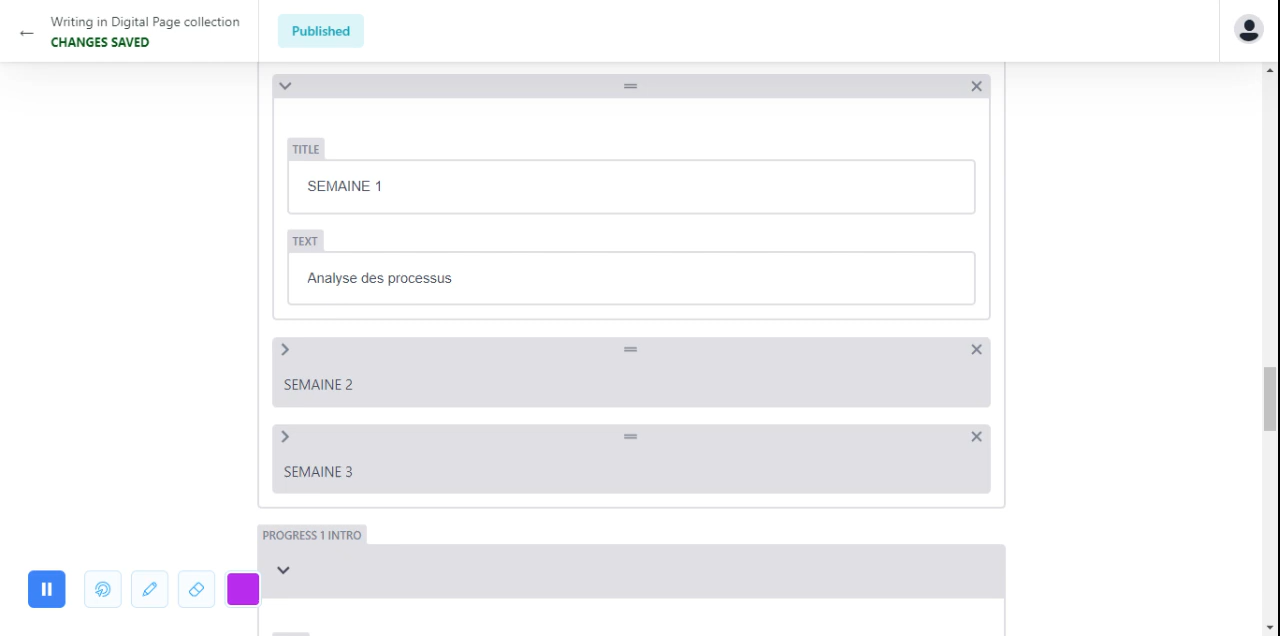 Writing in Digital Page collection
CHANGES SAVED
Published
TITLE
SEMAINE 1
TEXT
Analyse des processus
SEMAINE 2
SEMAINE 3
PROGRESS 1 INTRO